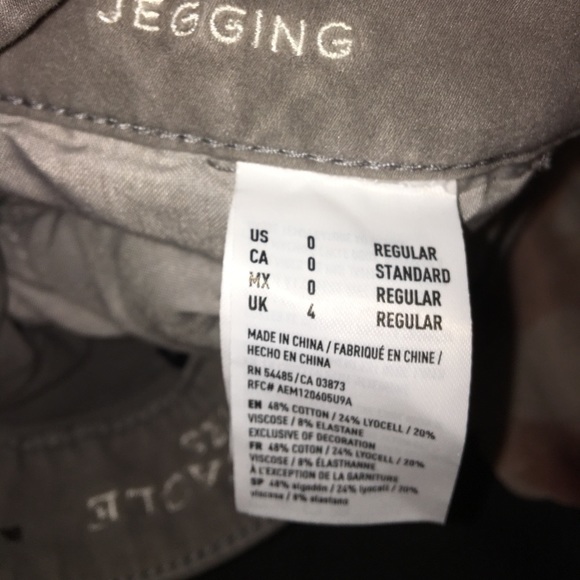 JEGGING
US 0 REGULAR
CA 0 STANDARD
MX 0 REGULAR
UK 4 REGULAR
MADE IN CHINA / FABRIQUÉ EN CHINE /
HECHO EN CHINA
RN 54485/CA 03873
RFC# AEM120605U9A
EN 48% COTTON / 24% LYOCELL / 20%
VISCOSE / 8% ELASTANE
EXCLUSIVE OF DECORATION
FR 48% COTON / 24% LYOCELL / 20%
VISCOSE / 8% ÉLASTHANNE
À L'EXCEPTION DE LA GARNITURE
SP 48% algodón / 24% lyocell / 20%
viscosa / 8% elastano